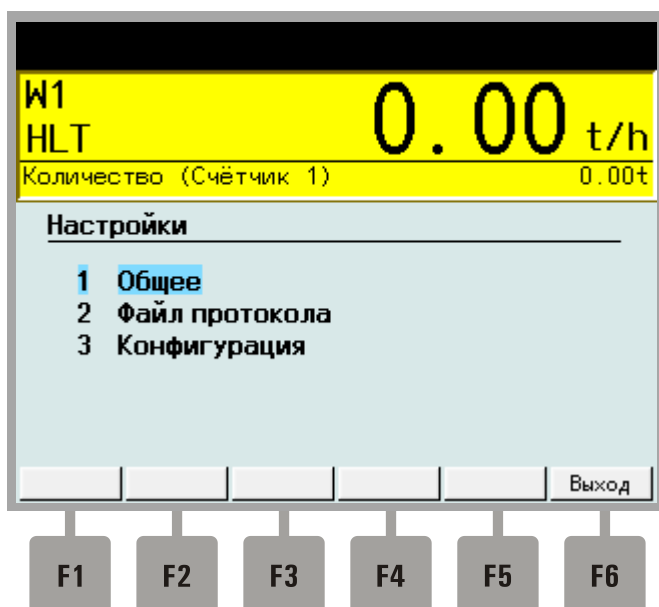 W1
HLT
0.00 t/h
Количество (Счётчик 1) 0.00t
Настройки
1 Общее
2 Файл протокола
3 Конфигурация
Выход
F1 F2 F3 F4 F5 F6